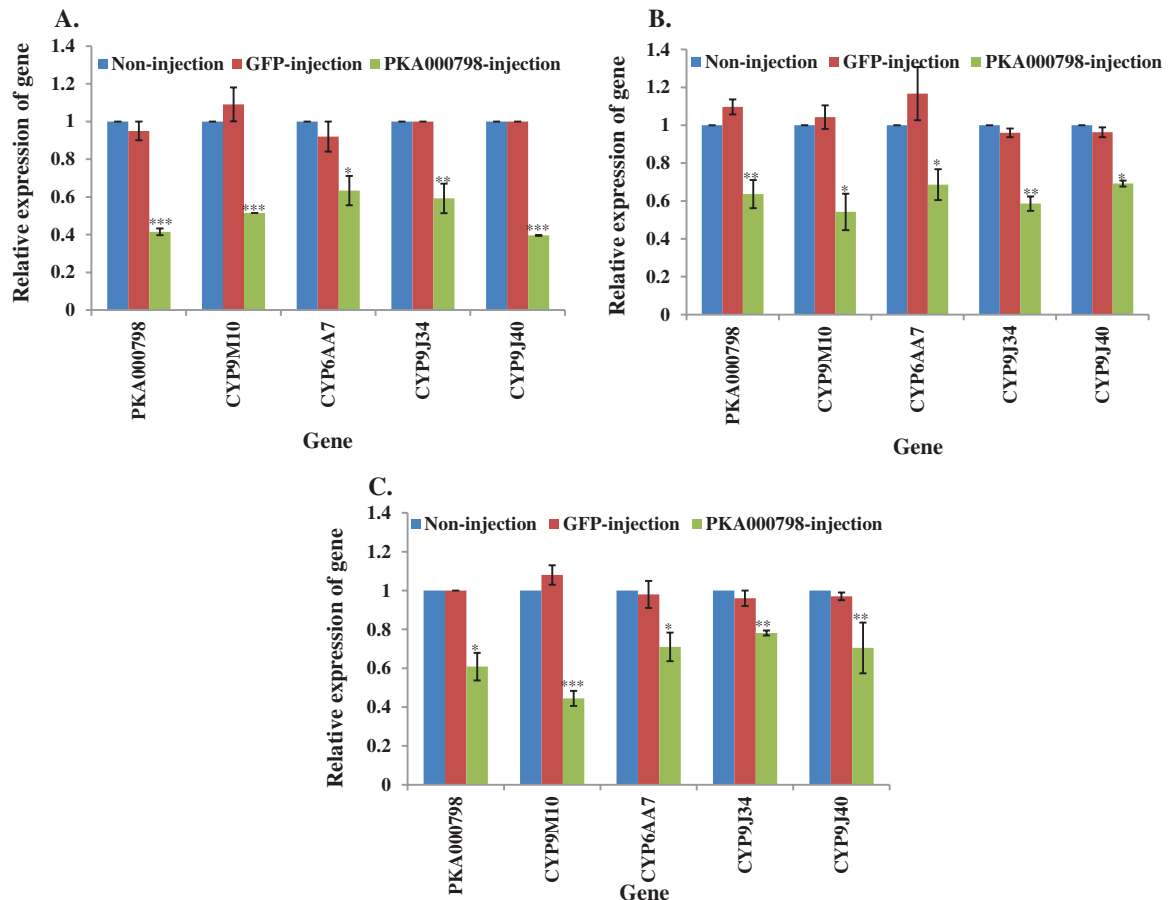 A.
Relative expression of gene
Non-injection GFP-injection PKA000798-injection
1.4
1.2
1
0.8
0.6
0.4
0.2
0
***
***
*
**
***
PKA000798
CYP9M10
CYP6AA7
CYP9J34
CYP9J40
Gene
B.
Relative expression of gene
Non-injection GFP-injection PKA000798-injection
1.4
1.2
1
0.8
0.6
0.4
0.2
0
**
*
*
**
*
PKA000798
CYP9M10
CYP6AA7
CYP9J34
CYP9J40
Gene
C.
Relative expression of gene
Non-injection GFP-injection PKA000798-injection
1.4
1.2
1
0.8
0.6
0.4
0.2
0
*
***
*
**
**
PKA000798
CYP9M10
CYP6AA7
CYP9J34
CYP9J40
Gene